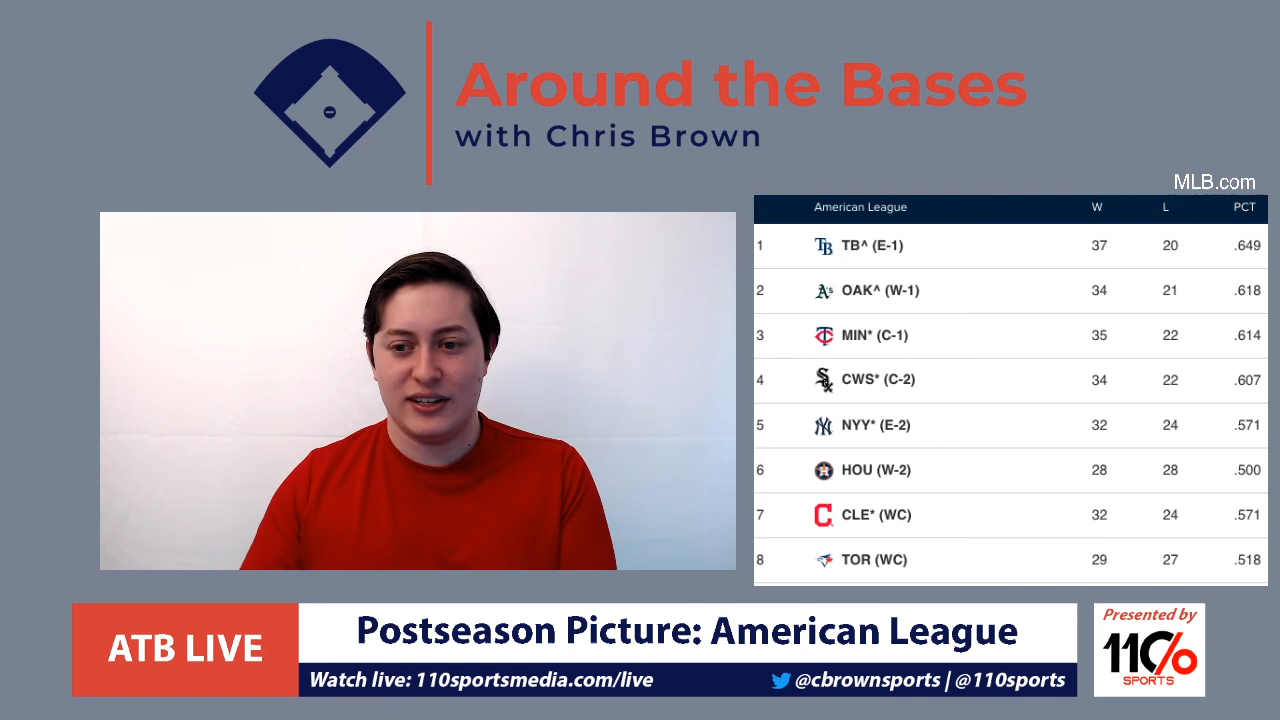 Around the Bases
with Chris Brown
MLB.com
American League W L PCT
1 TB TB^ (E-1) 37 20 .649
2 A's OAK^ (W-1) 34 21 .618
3 TC MIN* (C-1) 35 22 .614
4 Sox CWS* (C-2) 34 22 .607
5 NY NYY* (E-2) 32 24 .571
6 HOU (W-2) 28 28 .500
7 C CLE* (WC) 32 24 .571
8 TOR (WC) 29 27 .518
ATB LIVE
Postseason Picture: American League
Watch live: 110sportsmedia.com/live
@cbrownsports | @110sports
Presented by
110%
SPORTS